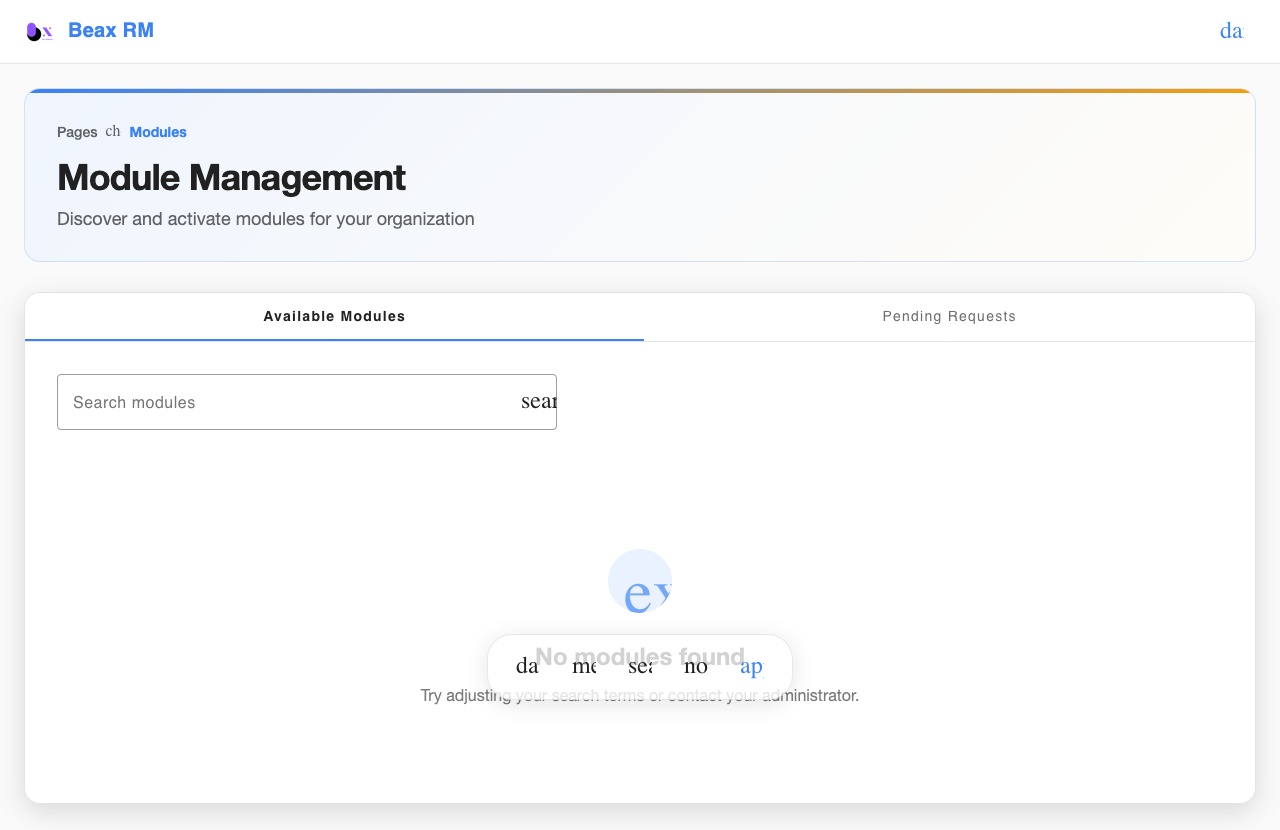 Beax RM
da
Pages ch Modules
Module Management
Discover and activate modules for your organization
Available Modules
Pending Requests
Search modules
sear
ex
No modules found
da me sea no ap
Try adjusting your search terms or contact your administrator.